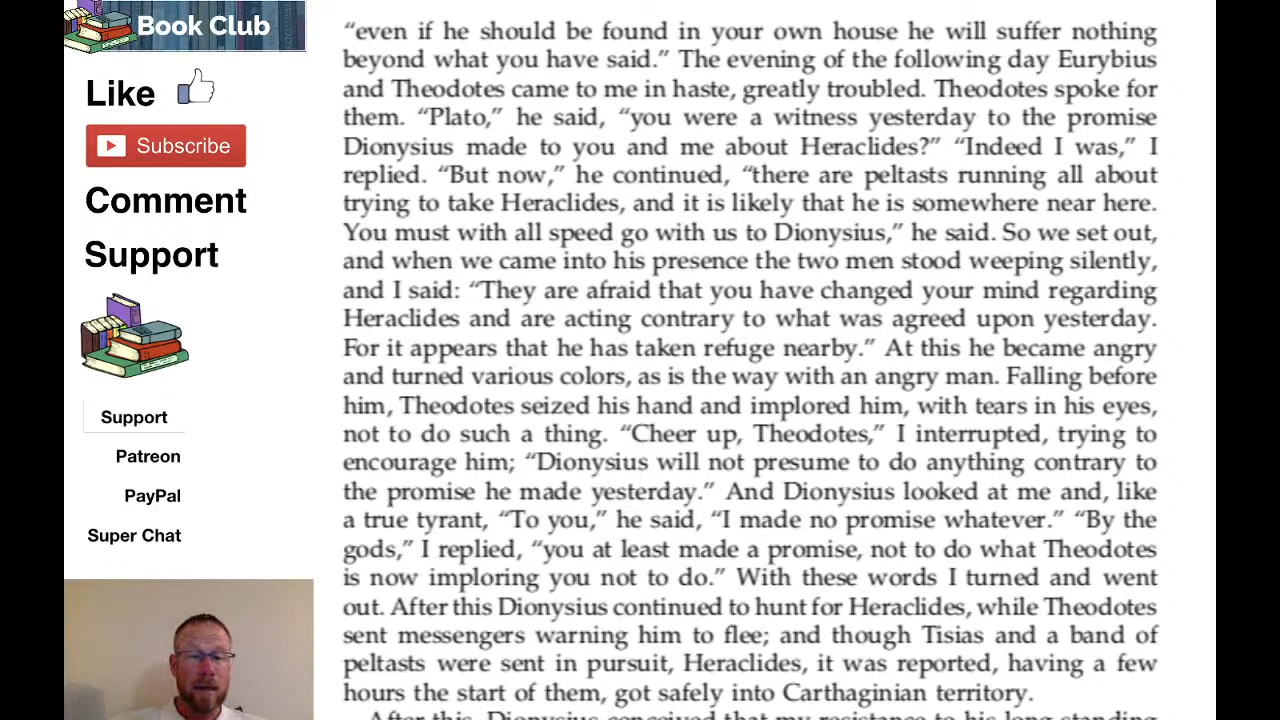 Book Club
Like
Subscribe
Comment
Support
Support
Patreon
PayPal
Super Chat
“even if he should be found in your own house he will suffer nothing
beyond what you have said.” The evening of the following day Eurybius
and Theodotes came to me in haste, greatly troubled. Theodotes spoke for
them. “Plato,” he said, “you were a witness yesterday to the promise
Dionysius made to you and me about Heraclides?” “Indeed I was,” I
replied. “But now,” he continued, “there are peltasts running all about
trying to take Heraclides, and it is likely that he is somewhere near here.
You must with all speed go with us to Dionysius,” he said. So we set out,
and when we came into his presence the two men stood weeping silently,
and I said: “They are afraid that you have changed your mind regarding
Heraclides and are acting contrary to what was agreed upon yesterday.
For it appears that he has taken refuge nearby.” At this he became angry
and turned various colors, as is the way with an angry man. Falling before
him, Theodotes seized his hand and implored him, with tears in his eyes,
not to do such a thing. “Cheer up, Theodotes,” I interrupted, trying to
encourage him; “Dionysius will not presume to do anything contrary to
the promise he made yesterday.” And Dionysius looked at me and, like
a true tyrant, “To you,” he said, “I made no promise whatever.” “By the
gods,” I replied, “you at least made a promise, not to do what Theodotes
is now imploring you not to do.” With these words I turned and went
out. After this Dionysius continued to hunt for Heraclides, while Theodotes
sent messengers warning him to flee; and though Tisias and a band of
peltasts were sent in pursuit, Heraclides, it was reported, having a few
hours the start of them, got safely into Carthaginian territory.
After this, Dionysius conceived that my resistance to his long standing